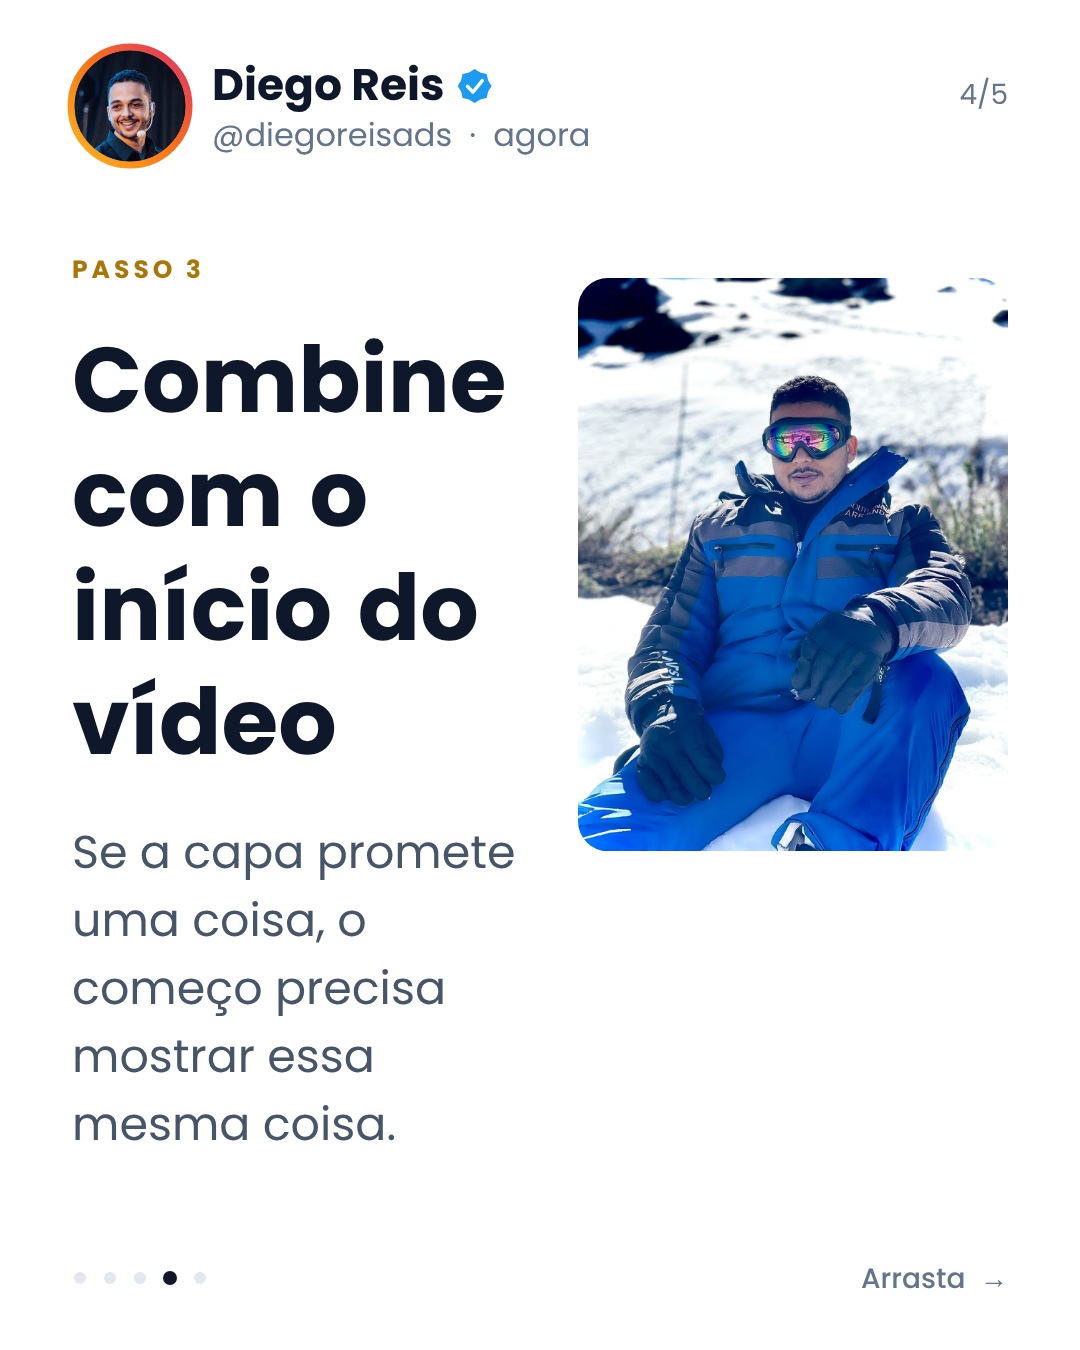 Diego Reis
@diegoreisads · agora
4/5
PASSO 3
Combine
com o
início do
vídeo
Se a capa promete
uma coisa, o
começo precisa
mostrar essa
mesma coisa.
Arrasta →